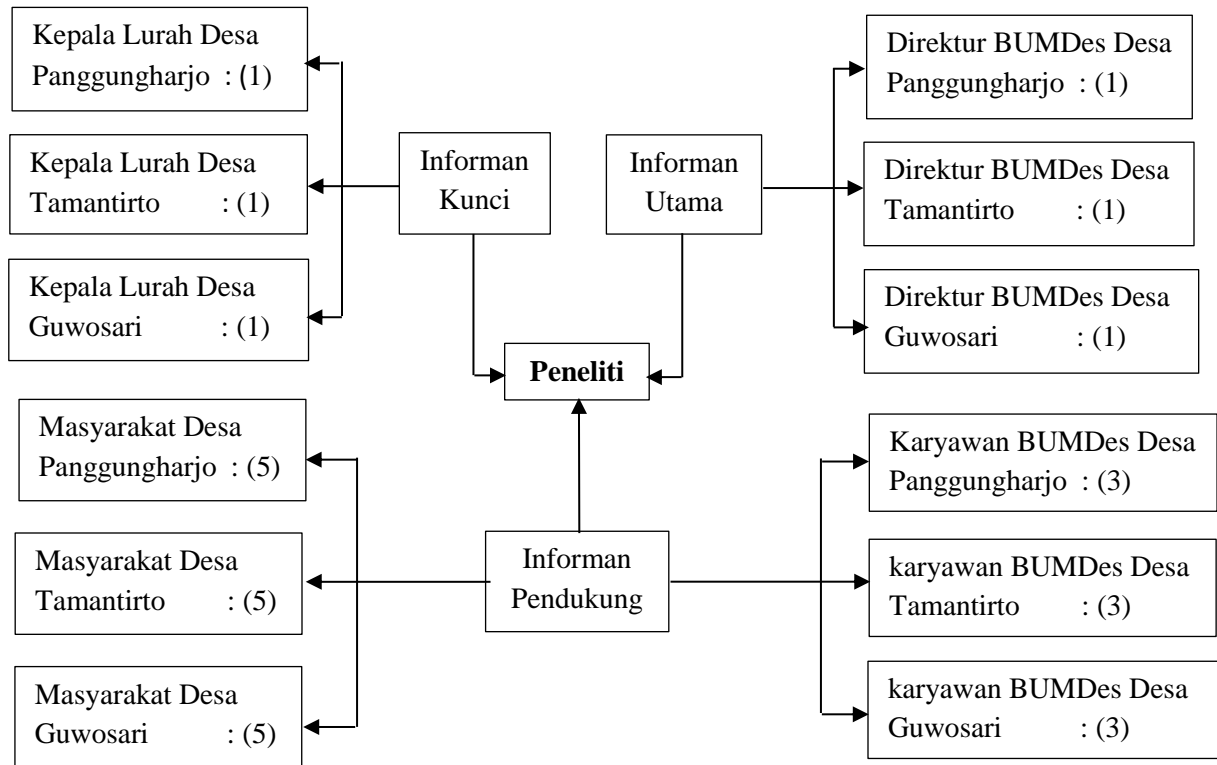 Kepala Lurah Desa
Panggungharjo : (1)
Kepala Lurah Desa
Tamantirto : (1)
Kepala Lurah Desa
Guwosari : (1)
Informan
Kunci
Informan
Utama
Direktur BUMDes Desa
Panggungharjo : (1)
Direktur BUMDes Desa
Tamantirto : (1)
Direktur BUMDes Desa
Guwosari : (1)
Peneliti
Masyarakat Desa
Panggungharjo : (5)
Masyarakat Desa
Tamantirto : (5)
Masyarakat Desa
Guwosari : (5)
Informan
Pendukung
Karyawan BUMDes Desa
Panggungharjo : (3)
karyawan BUMDes Desa
Tamantirto : (3)
karyawan BUMDes Desa
Guwosari : (3)